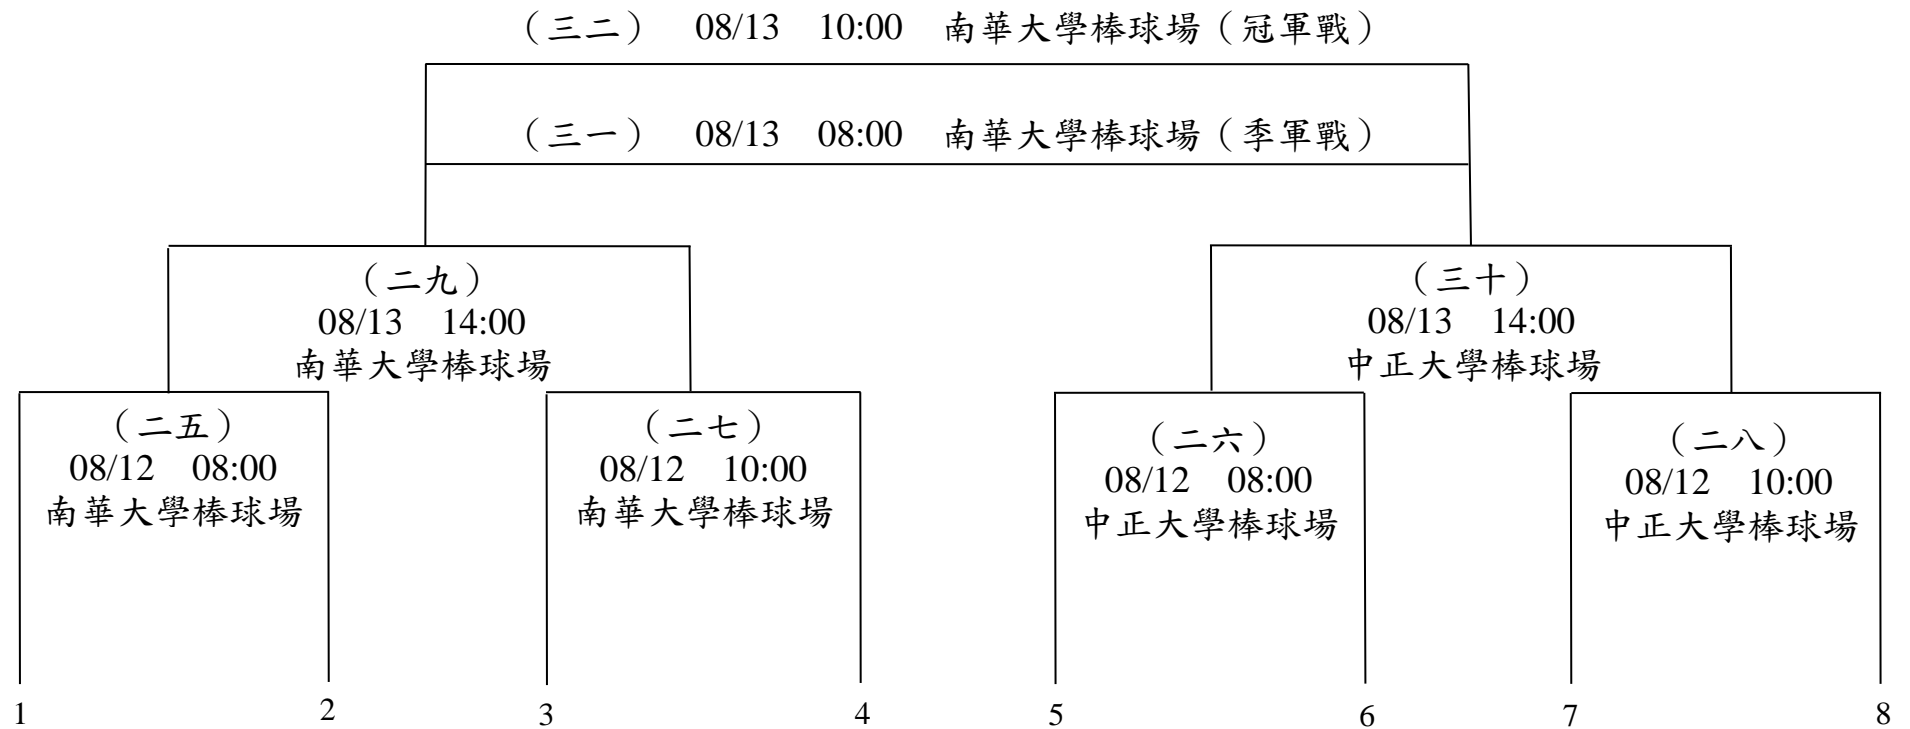 （三二） 08/13 10:00 南華大學棒球場（冠軍戰）
（三一） 08/13 08:00 南華大學棒球場（季軍戰）
（二九）
08/13 14:00
南華大學棒球場
（三十）
08/13 14:00
中正大學棒球場
（二五）
08/12 08:00
南華大學棒球場
（二七）
08/12 10:00
南華大學棒球場
（二六）
08/12 08:00
中正大學棒球場
（二八）
08/12 10:00
中正大學棒球場
1 2 3 4 5 6 7 8